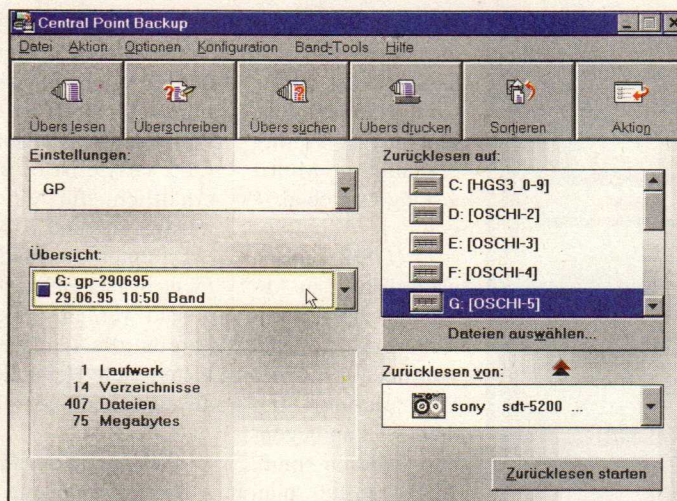 Central Point Backup
Datei Aktion Optionen Konfiguration Band-Tools Hilfe
Übers lesen Überschreiben Übers suchen Übers drucken Sortieren Aktion
Einstellungen:
GP
Übersicht:
G: gp-290695
29.06.95 10:50 Band
1 Laufwerk
14 Verzeichnisse
407 Dateien
75 Megabytes
Zurücklesen auf:
C: [HGS3_0-9]
D: [OSCHI-2]
E: [OSCHI-3]
F: [OSCHI-4]
G: [OSCHI-5]
Dateien auswählen...
Zurücklesen von:
sony sdt-5200 ...
Zurücklesen starten